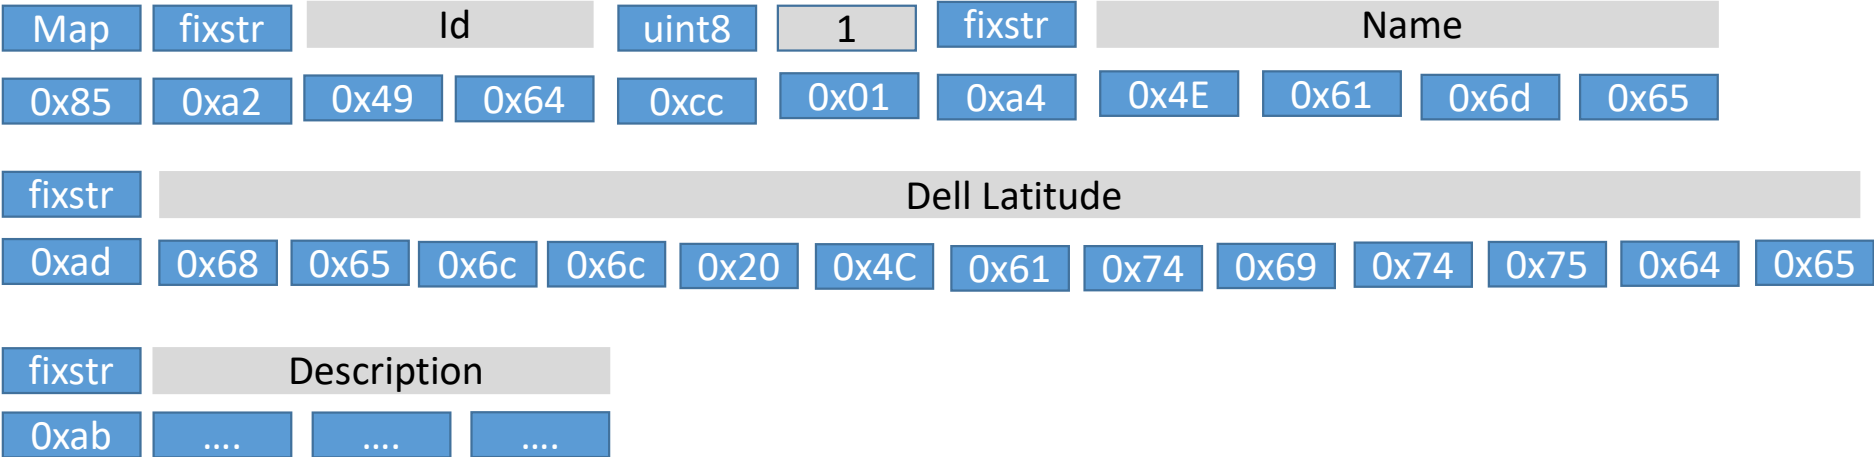 Map fixstr Id uint8 1 fixstr Name
0x85 0xa2 0x49 0x64 0xcc 0x01 0xa4 0x4E 0x61 0x6d 0x65
fixstr Dell Latitude
0xad 0x68 0x65 0x6c 0x6c 0x20 0x4C 0x61 0x74 0x69 0x74 0x75 0x64 0x65
fixstr Description
0xab .... .... ....